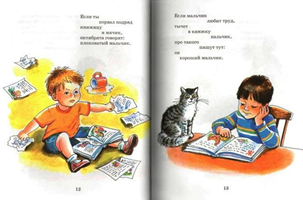 Если ты
порвал подряд
книжицу
и мячик,
октябрята говорят:
плоховатый мальчик.
12
Если мальчик
любит труд,
тычет
в книжку
пальчик,
про такого
пишут тут:
он
хороший мальчик.
13